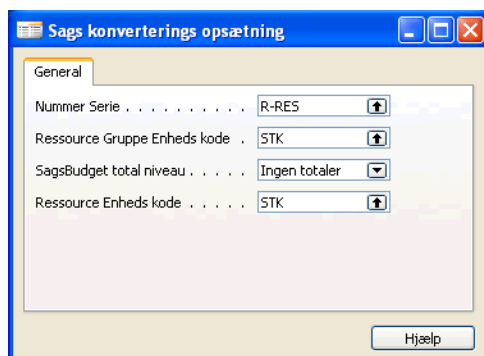 Sags konverterings opsætning
General
Nummer Serie . . . . . . . . . . R-RES
Ressource Gruppe Enheds kode . STK
SagsBudget total niveau . . . . . Ingen totaler
Ressource Enheds kode . . . . . STK
Hjælp